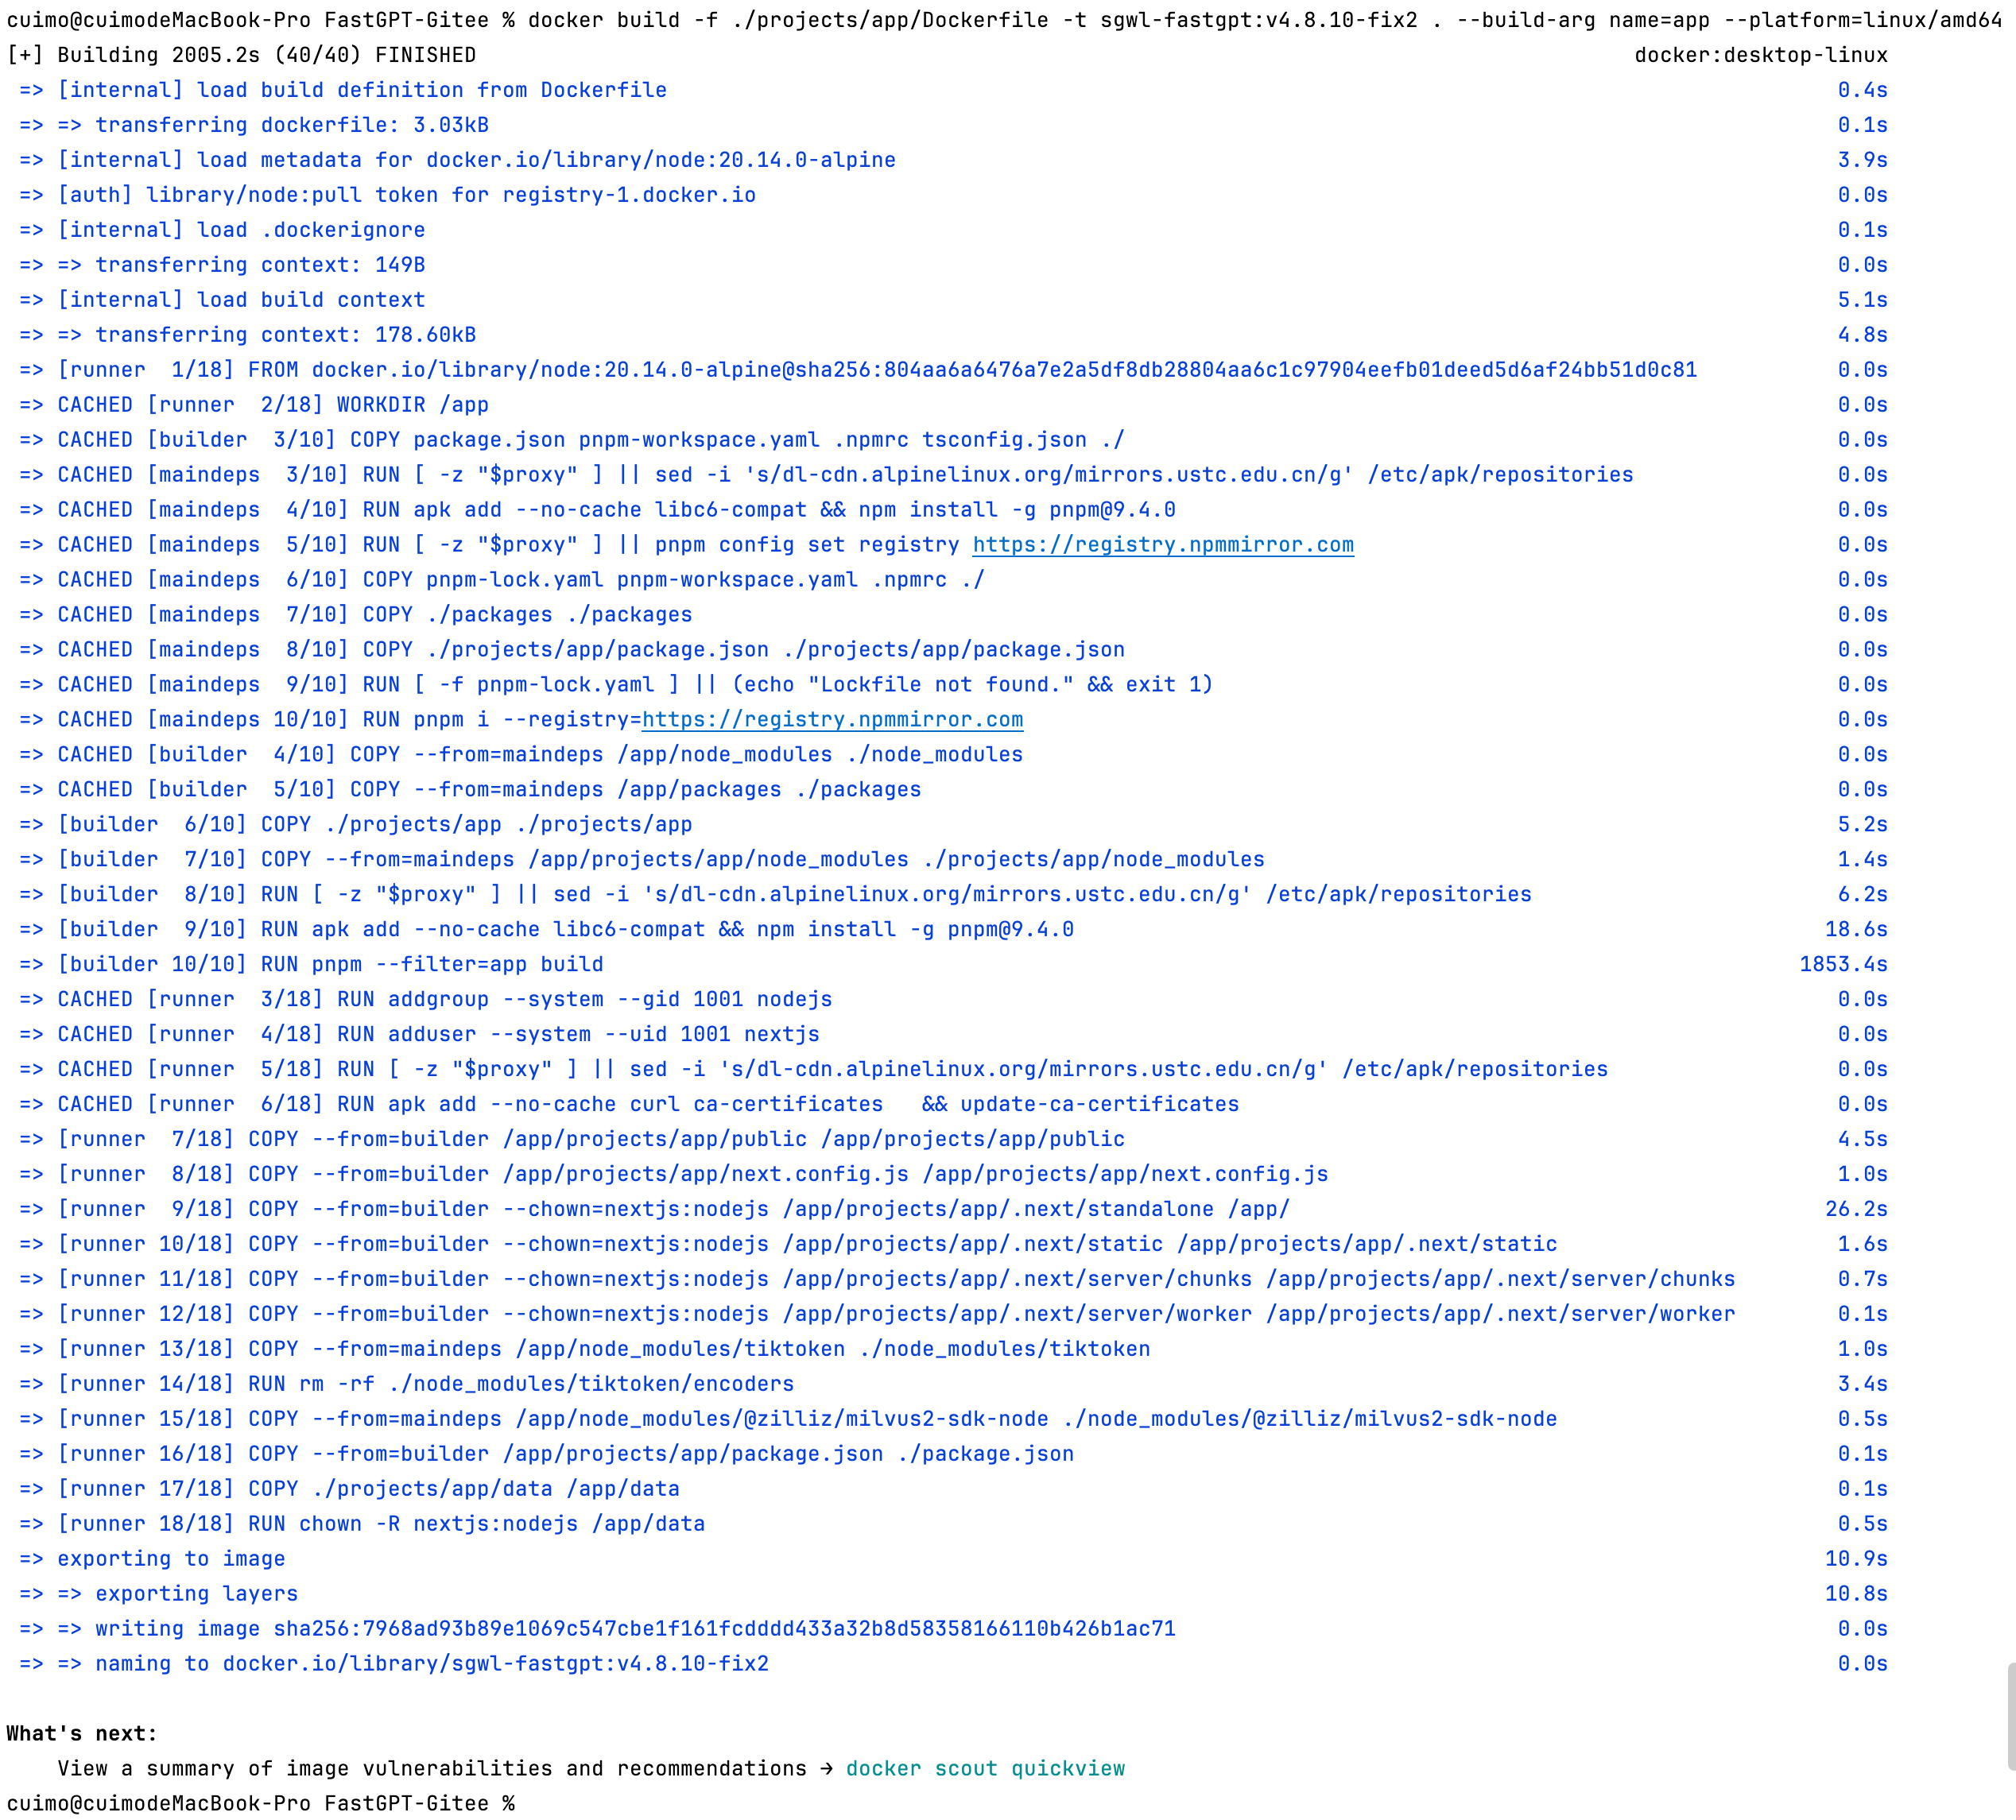 cuimo@cuimodeMacBook-Pro FastGPT-Gitee % docker build -f ./projects/app/Dockerfile -t sgwl-fastgpt:v4.8.10-fix2 . --build-arg name=app --platform=linux/amd64
[+] Building 2005.2s (40/40) FINISHED docker:desktop-linux
=> [internal] load build definition from Dockerfile 0.4s
=> => transferring dockerfile: 3.03kB 0.1s
=> [internal] load metadata for docker.io/library/node:20.14.0-alpine 3.9s
=> [auth] library/node:pull token for registry-1.docker.io 0.0s
=> [internal] load .dockerignore 0.1s
=> => transferring context: 149B 0.0s
=> [internal] load build context 5.1s
=> => transferring context: 178.60kB 4.8s
=> [runner  1/18] FROM docker.io/library/node:20.14.0-alpine@sha256:804aa6a6476a7e2a5df8db28804aa6c1c97904eefb01deed5d6af24bb51d0c81 0.0s
=> CACHED [runner  2/18] WORKDIR /app 0.0s
=> CACHED [builder  3/10] COPY package.json pnpm-workspace.yaml .npmrc tsconfig.json ./ 0.0s
=> CACHED [maindeps  3/10] RUN [ -z "$proxy" ] || sed -i 's/dl-cdn.alpinelinux.org/mirrors.ustc.edu.cn/g' /etc/apk/repositories 0.0s
=> CACHED [maindeps  4/10] RUN apk add --no-cache libc6-compat && npm install -g pnpm@9.4.0 0.0s
=> CACHED [maindeps  5/10] RUN [ -z "$proxy" ] || pnpm config set registry https://registry.npmmirror.com 0.0s
=> CACHED [maindeps  6/10] COPY pnpm-lock.yaml pnpm-workspace.yaml .npmrc ./ 0.0s
=> CACHED [maindeps  7/10] COPY ./packages ./packages 0.0s
=> CACHED [maindeps  8/10] COPY ./projects/app/package.json ./projects/app/package.json 0.0s
=> CACHED [maindeps  9/10] RUN [ -f pnpm-lock.yaml ] || (echo "Lockfile not found." && exit 1) 0.0s
=> CACHED [maindeps 10/10] RUN pnpm i --registry=https://registry.npmmirror.com 0.0s
=> CACHED [builder  4/10] COPY --from=maindeps /app/node_modules ./node_modules 0.0s
=> CACHED [builder  5/10] COPY --from=maindeps /app/packages ./packages 0.0s
=> [builder  6/10] COPY ./projects/app ./projects/app 5.2s
=> [builder  7/10] COPY --from=maindeps /app/projects/app/node_modules ./projects/app/node_modules 1.4s
=> [builder  8/10] RUN [ -z "$proxy" ] || sed -i 's/dl-cdn.alpinelinux.org/mirrors.ustc.edu.cn/g' /etc/apk/repositories 6.2s
=> [builder  9/10] RUN apk add --no-cache libc6-compat && npm install -g pnpm@9.4.0 18.6s
=> [builder 10/10] RUN pnpm --filter=app build 1853.4s
=> CACHED [runner  3/18] RUN addgroup --system --gid 1001 nodejs 0.0s
=> CACHED [runner  4/18] RUN adduser --system --uid 1001 nextjs 0.0s
=> CACHED [runner  5/18] RUN [ -z "$proxy" ] || sed -i 's/dl-cdn.alpinelinux.org/mirrors.ustc.edu.cn/g' /etc/apk/repositories 0.0s
=> CACHED [runner  6/18] RUN apk add --no-cache curl ca-certificates   && update-ca-certificates 0.0s
=> [runner  7/18] COPY --from=builder /app/projects/app/public /app/projects/app/public 4.5s
=> [runner  8/18] COPY --from=builder /app/projects/app/next.config.js /app/projects/app/next.config.js 1.0s
=> [runner  9/18] COPY --from=builder --chown=nextjs:nodejs /app/projects/app/.next/standalone /app/ 26.2s
=> [runner 10/18] COPY --from=builder --chown=nextjs:nodejs /app/projects/app/.next/static /app/projects/app/.next/static 1.6s
=> [runner 11/18] COPY --from=builder --chown=nextjs:nodejs /app/projects/app/.next/server/chunks /app/projects/app/.next/server/chunks 0.7s
=> [runner 12/18] COPY --from=builder --chown=nextjs:nodejs /app/projects/app/.next/server/worker /app/projects/app/.next/server/worker 0.1s
=> [runner 13/18] COPY --from=maindeps /app/node_modules/tiktoken ./node_modules/tiktoken 1.0s
=> [runner 14/18] RUN rm -rf ./node_modules/tiktoken/encoders 3.4s
=> [runner 15/18] COPY --from=maindeps /app/node_modules/@zilliz/milvus2-sdk-node ./node_modules/@zilliz/milvus2-sdk-node 0.5s
=> [runner 16/18] COPY --from=builder /app/projects/app/package.json ./package.json 0.1s
=> [runner 17/18] COPY ./projects/app/data /app/data 0.1s
=> [runner 18/18] RUN chown -R nextjs:nodejs /app/data 0.5s
=> exporting to image 10.9s
=> => exporting layers 10.8s
=> => writing image sha256:7968ad93b89e1069c547cbe1f161fcdddd433a32b8d58358166110b426b1ac71 0.0s
=> => naming to docker.io/library/sgwl-fastgpt:v4.8.10-fix2 0.0s
What's next:
View a summary of image vulnerabilities and recommendations → docker scout quickview
cuimo@cuimodeMacBook-Pro FastGPT-Gitee %